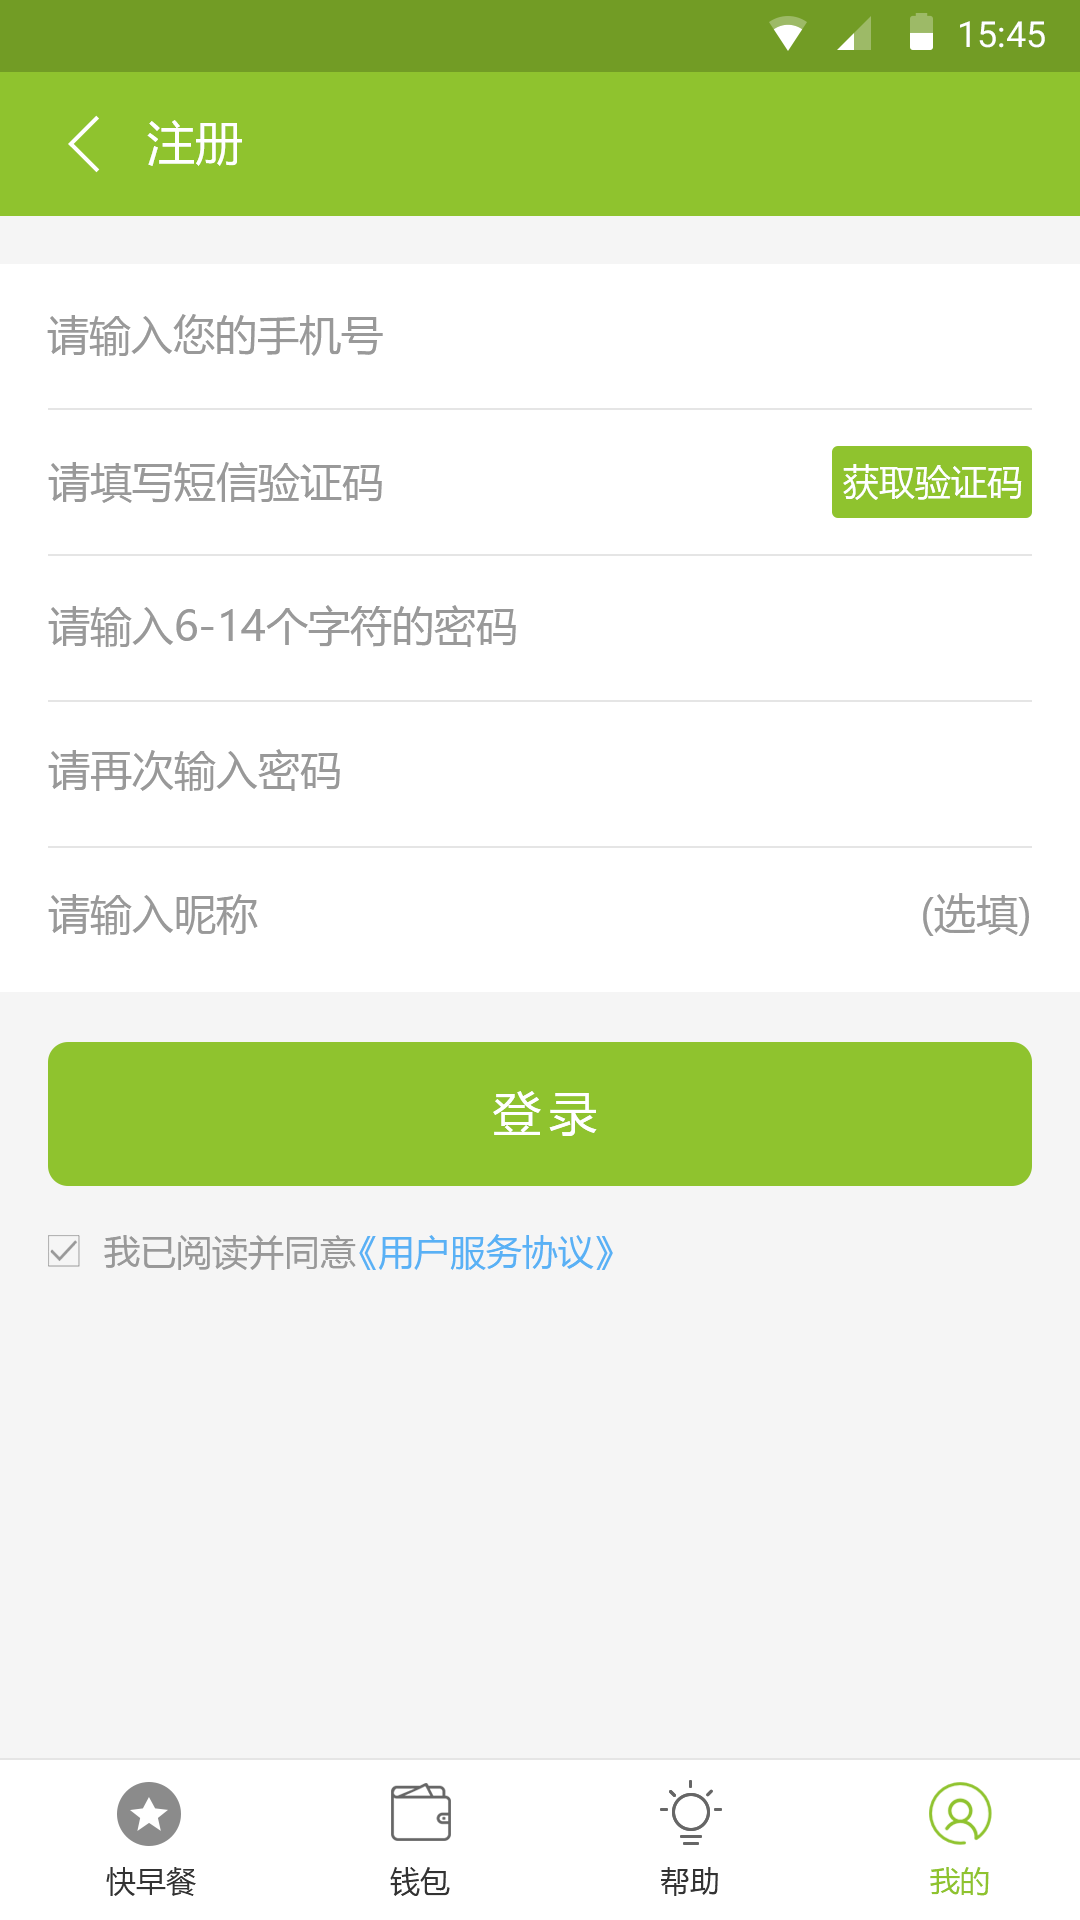 15:45
注册
请输入您的手机号
请填写短信验证码 获取验证码
请输入6-14个字符的密码
请再次输入密码
请输入昵称 (选填)
登录
我已阅读并同意《用户服务协议》
快早餐 钱包 帮助 我的